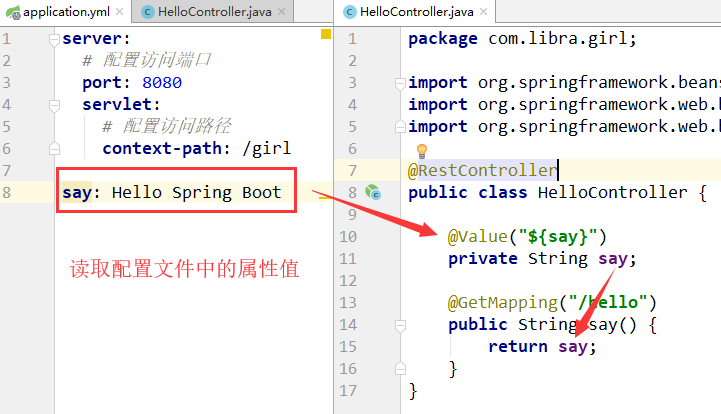 application.yml
HelloController.java
1 server:
2 # 配置访问端口
3 port: 8080
4 servlet:
5 # 配置访问路径
6 context-path: /girl
7
8 say: Hello Spring Boot
读取配置文件中的属性值
HelloController.java
1 package com.libra.girl;
2
3 import org.springframework.beans
4 import org.springframework.web.b
5 import org.springframework.web.b
6
7 @RestController
8 public class HelloController {
9
10 @Value("${say}")
11 private String say;
12
13 @GetMapping("/hello")
14 public String say() {
15 return say;
16 }
17 }